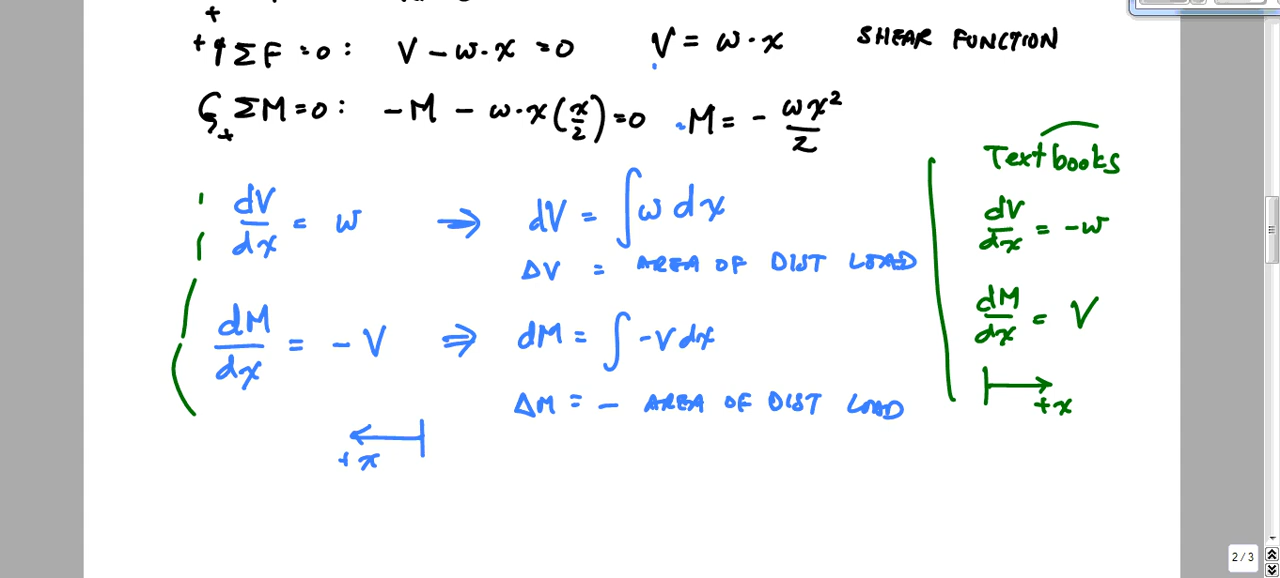 +
+↑ΣF =0: V – w·x =0 V = w·x SHEAR FUNCTION
ΣM=0: -M - w·x(x/2)=0 M = - wx²/2
+
Textbooks
dV/dx = w → dV = ∫w dx
dV/dx = -w
ΔV = AREA OF DIST LOAD
dM/dx = -V ⇒ dM = ∫-Vdx
dM/dx = V
ΔM = - AREA OF DIST LOAD
+x
+x
2 / 3